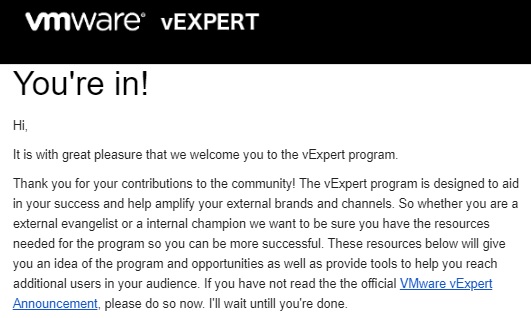 vmware® vEXPERT
You're in!
Hi,
It is with great pleasure that we welcome you to the vExpert program.
Thank you for your contributions to the community! The vExpert program is designed to aid
in your success and help amplify your external brands and channels. So whether you are a
external evangelist or a internal champion we want to be sure you have the resources
needed for the program so you can be more successful. These resources below will give
you an idea of the program and opportunities as well as provide tools to help you reach
additional users in your audience. If you have not read the the official VMware vExpert
Announcement, please do so now. I'll wait untill you're done.